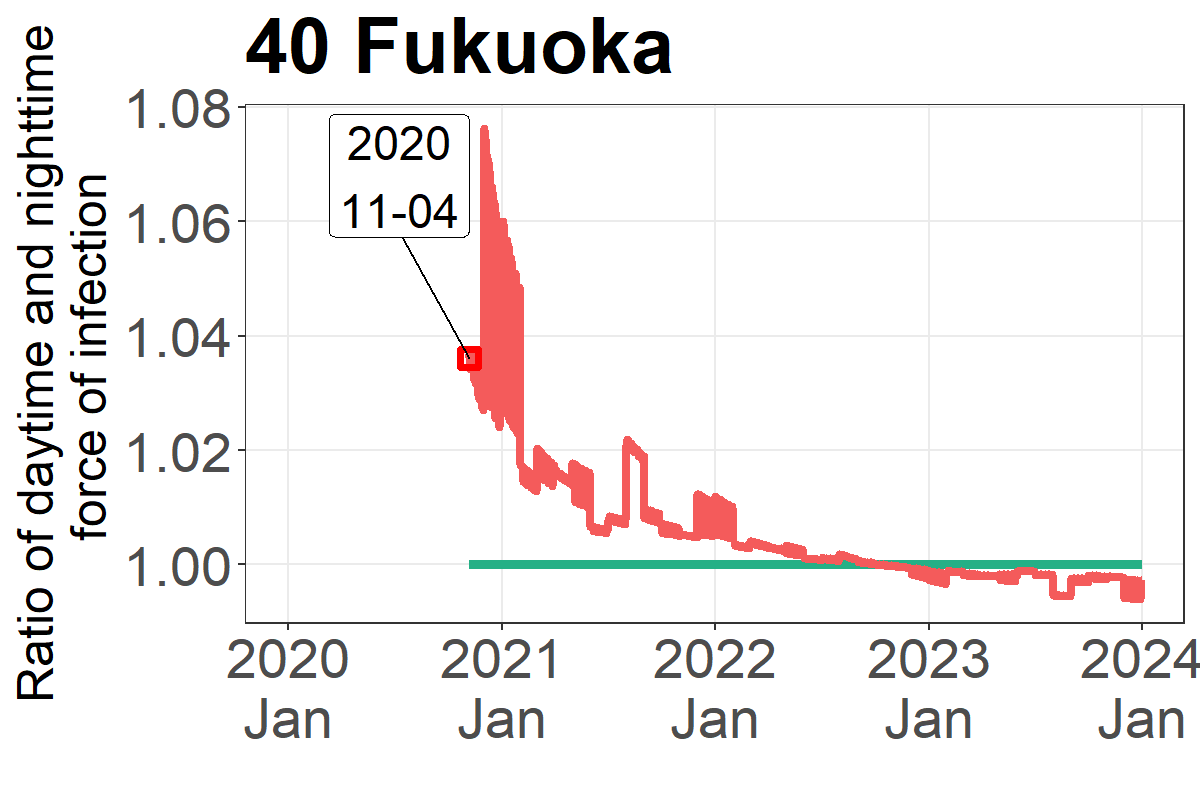 40 Fukuoka
Ratio of daytime and nighttime
force of infection
1.08
1.06
1.04
1.02
1.00
2020
11-04
2020
Jan
2021
Jan
2022
Jan
2023
Jan
2024
Jan